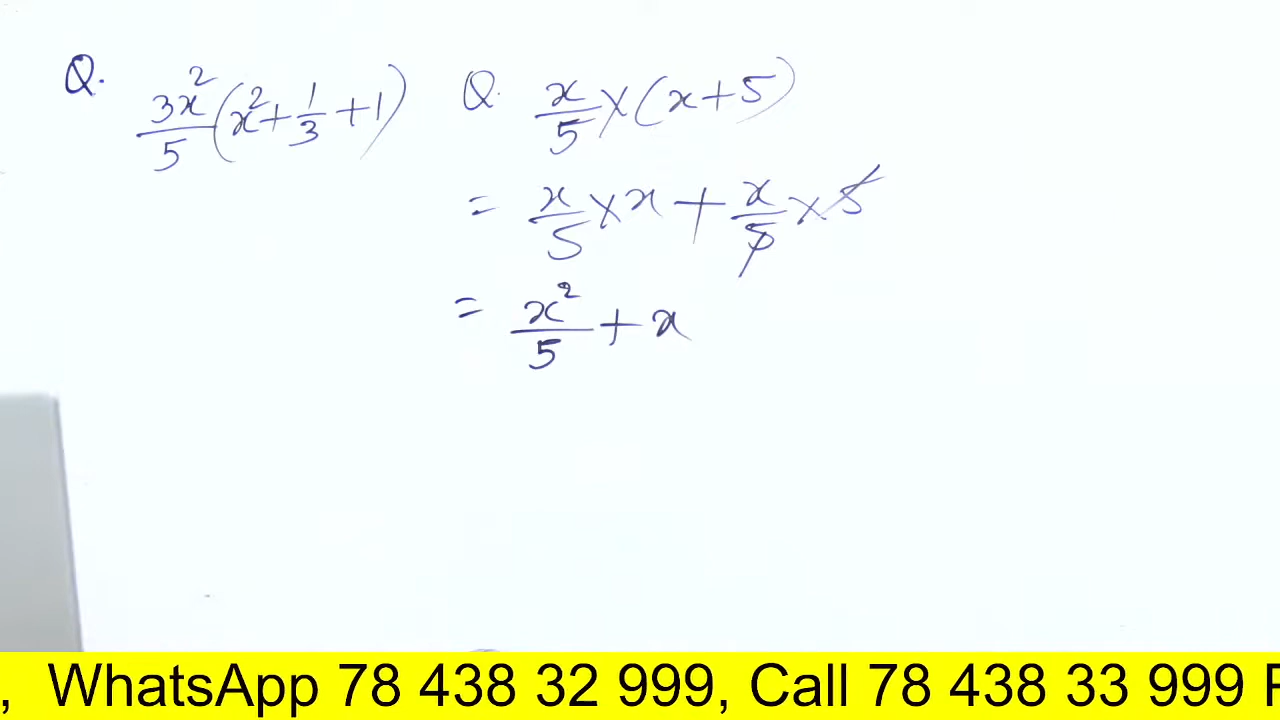 Q. 3x²/5 (x² + 1/3 + 1)
Q. x/5 × (x + 5)
= x/5 × x + x/5 × 5
= x²/5 + x
, WhatsApp 78 438 32 999, Call 78 438 33 999 P